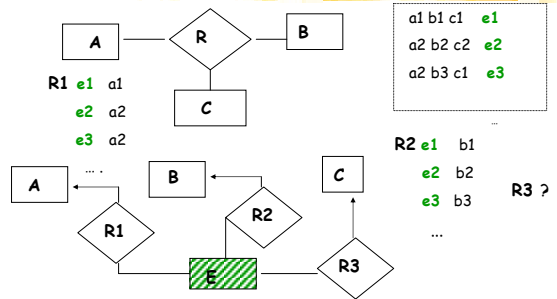 A
R
B
C
a1 b1 c1 e1
a2 b2 c2 e2
a2 b3 c1 e3
...
R1 e1 a1
e2 a2
e3 a2
... .
R2 e1 b1
e2 b2
e3 b3
...
R3 ?
A
B
C
R1
R2
R3
E